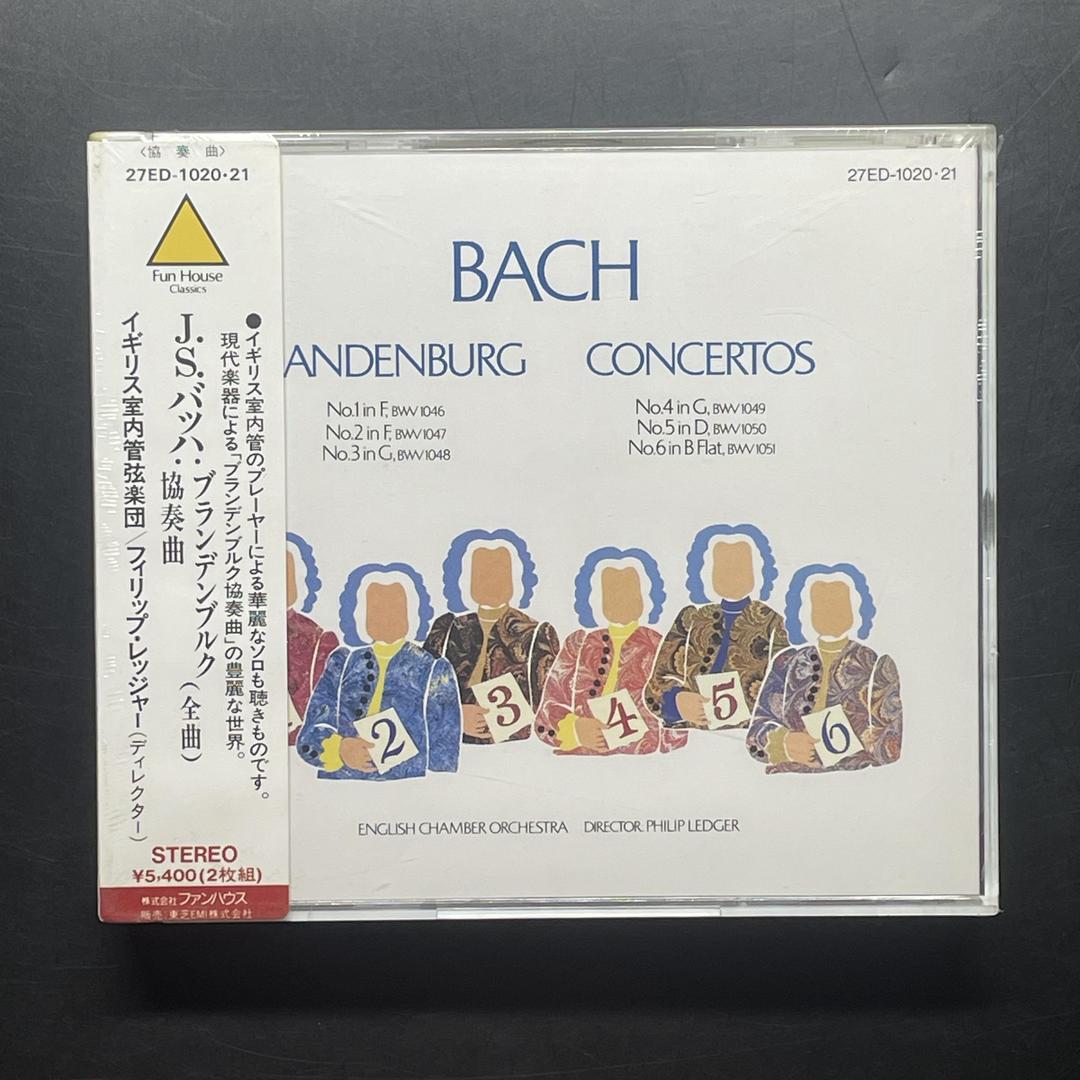 〈協奏曲〉
27ED-1020・21
Fun House
Classics
●イギリス室内管のプレーヤーによる華麗なソロも聴きものです。
現代楽器による「ブランデンブルク協奏曲」の豊麗な世界。
J.S.バッハ：ブランデンブルク
協奏曲（全曲）
イギリス室内管弦楽団／フィリップ・レッジャー（ディレクター）
STEREO
¥5,400(2枚組)
株式会社ファンハウス
販売：東芝EMI株式会社
27ED-1020・21
BACH
ANDENBURG CONCERTOS
No.1 in F, BWV 1046
No.2 in F, BWV 1047
No.3 in G, BWV 1048
No.4 in G, BWV 1049
No.5 in D, BWV 1050
No.6 in B Flat, BWV 1051
2
3
4
5
6
ENGLISH CHAMBER ORCHESTRA DIRECTOR: PHILIP LEDGER